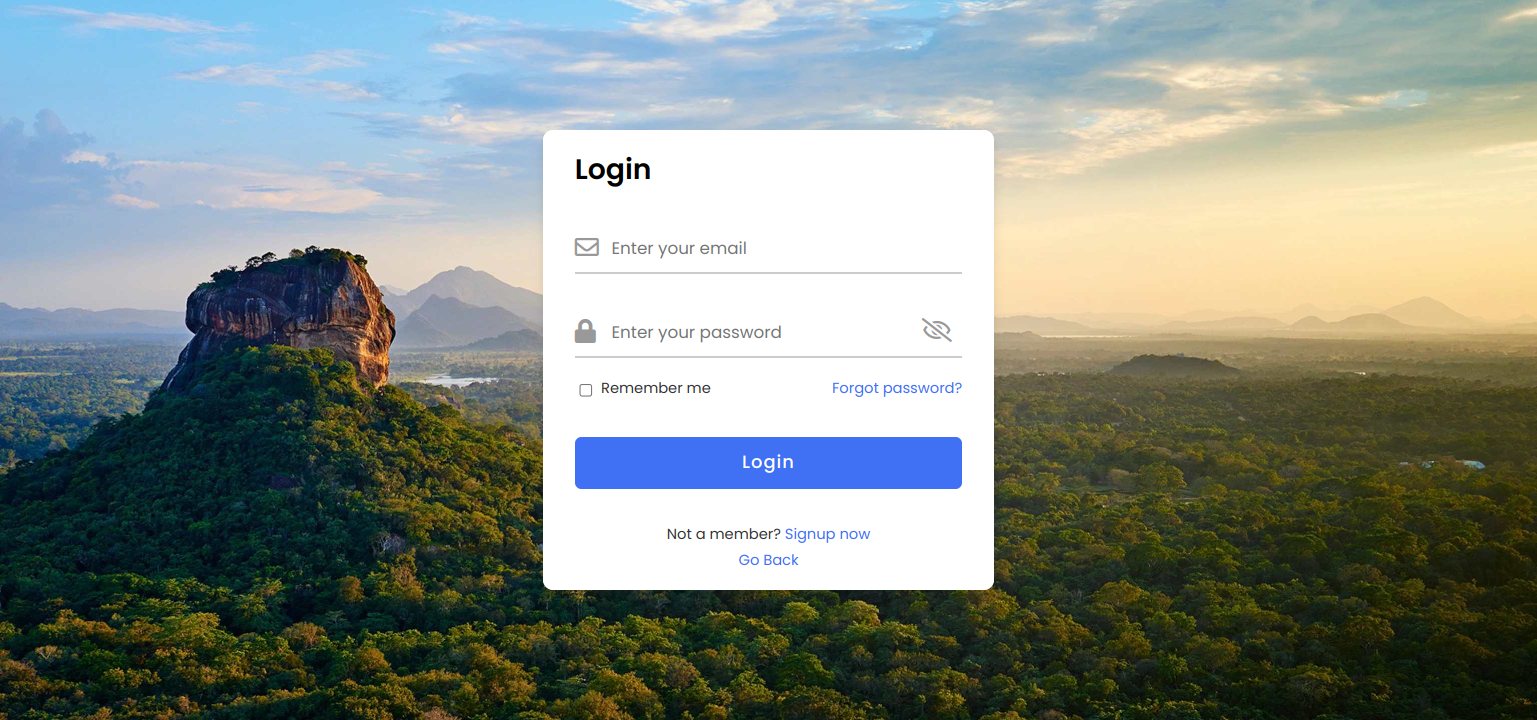 Login
Enter your email
Enter your password
Remember me Forgot password?
Login
Not a member? Signup now
Go Back